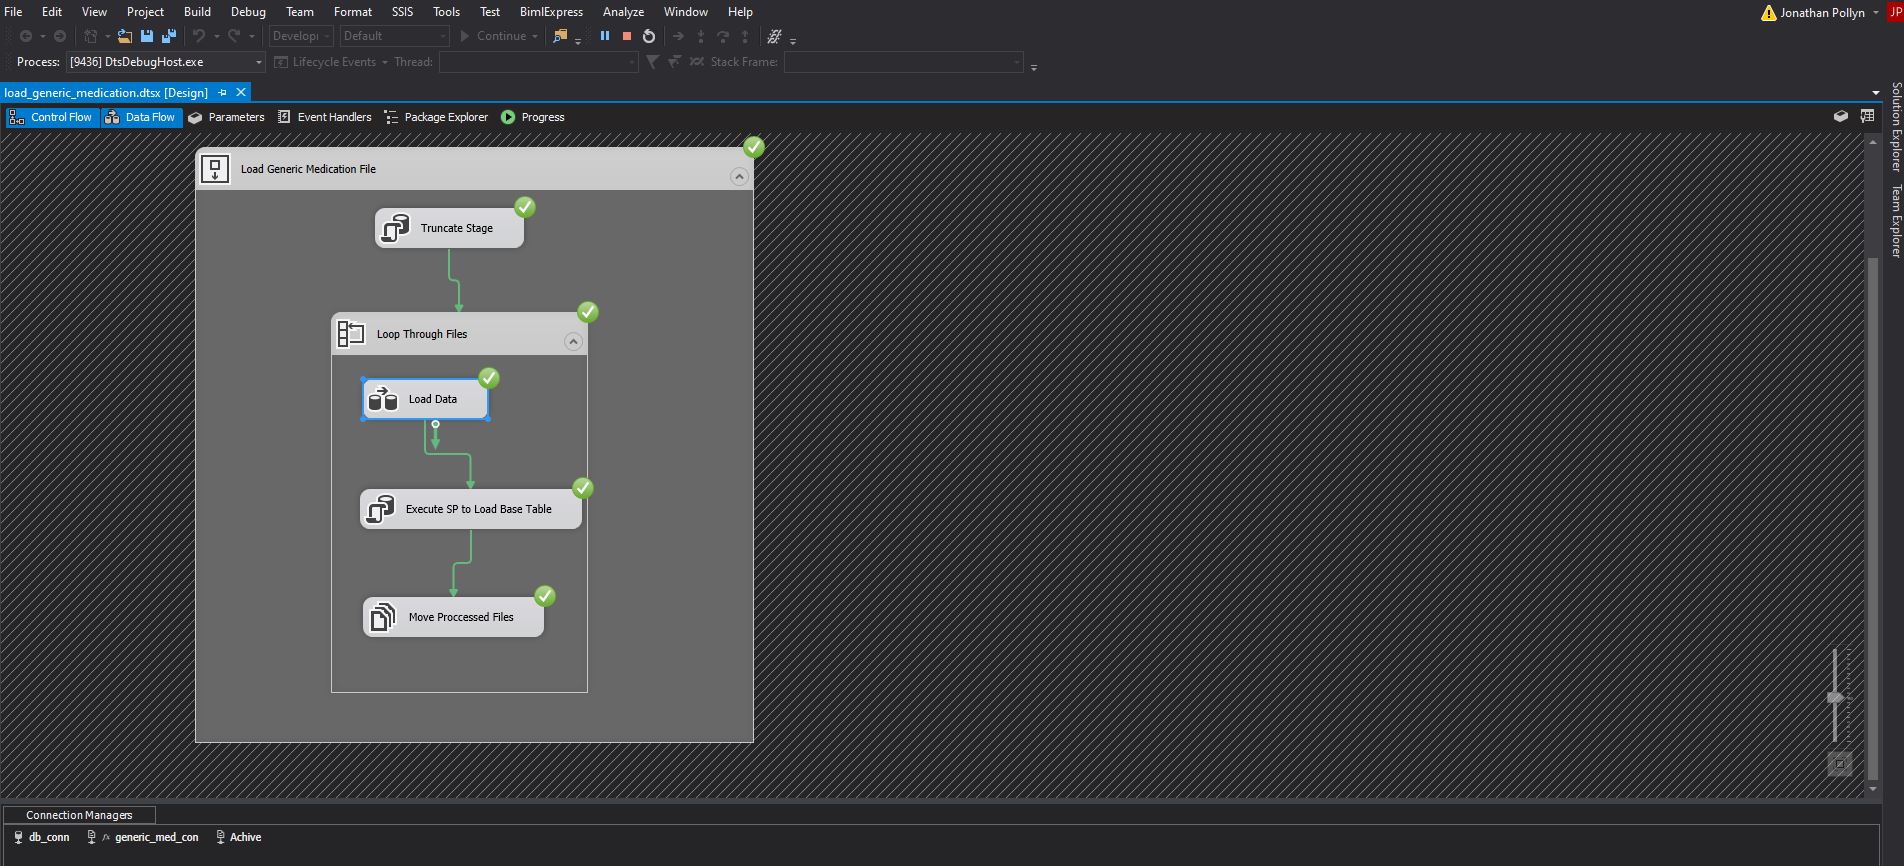 File Edit View Project Build Debug Team Format SSIS Tools Test BimlExpress Analyze Window Help Jonathan Pollyn JP
Developi Default Continue
Process: [9436] DtsDebugHost.exe Lifecycle Events Thread: Stack Frame:
load_generic_medication.dtsx [Design]
Control Flow Data Flow Parameters Event Handlers Package Explorer Progress
Solution Explorer
Team Explorer
Load Generic Medication File
Truncate Stage
Loop Through Files
Load Data
Execute SP to Load Base Table
Move Proccessed Files
Connection Managers
db_conn fx generic_med_con Achive